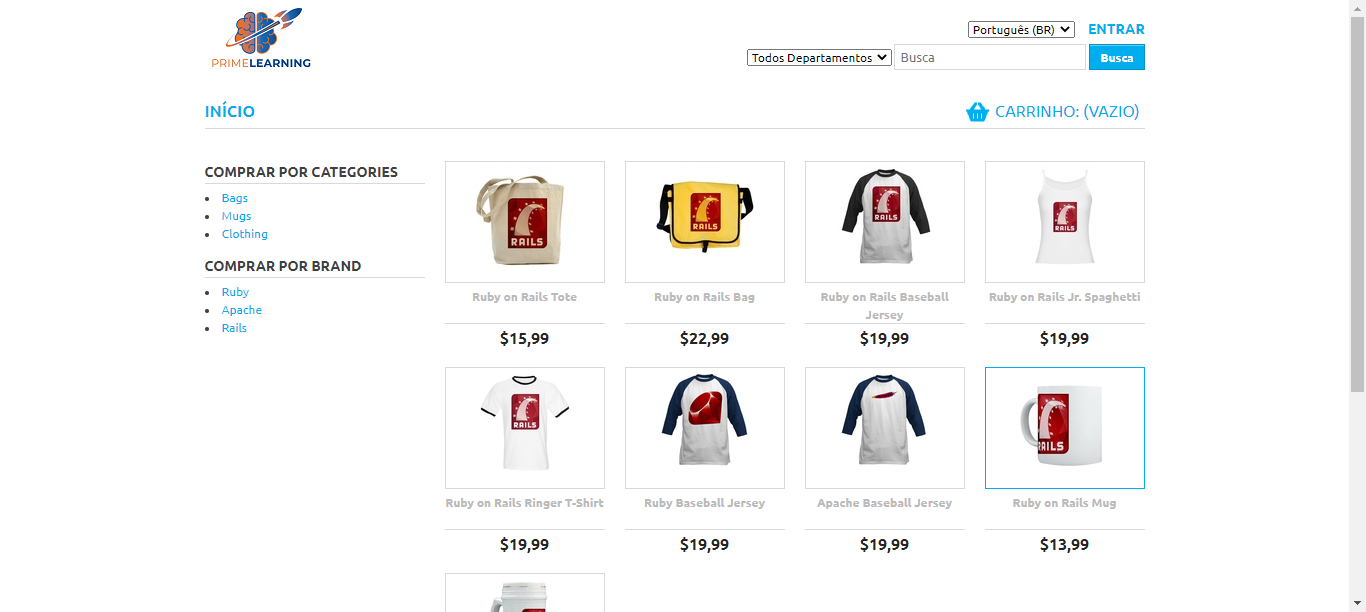 PRIMELEARNING
Português (BR)
ENTRAR
Todos Departamentos
Busca
Busca
INÍCIO
CARRINHO: (VAZIO)
COMPRAR POR CATEGORIES
Bags
Mugs
Clothing
COMPRAR POR BRAND
Ruby
Apache
Rails
RAILS
RAILS
RAILS
RAILS
Ruby on Rails Tote
Ruby on Rails Bag
Ruby on Rails Baseball
Jersey
Ruby on Rails Jr. Spaghetti
$15,99
$22,99
$19,99
$19,99
RAILS
RAILS
Ruby on Rails Ringer T-Shirt
Ruby Baseball Jersey
Apache Baseball Jersey
Ruby on Rails Mug
$19,99
$19,99
$19,99
$13,99